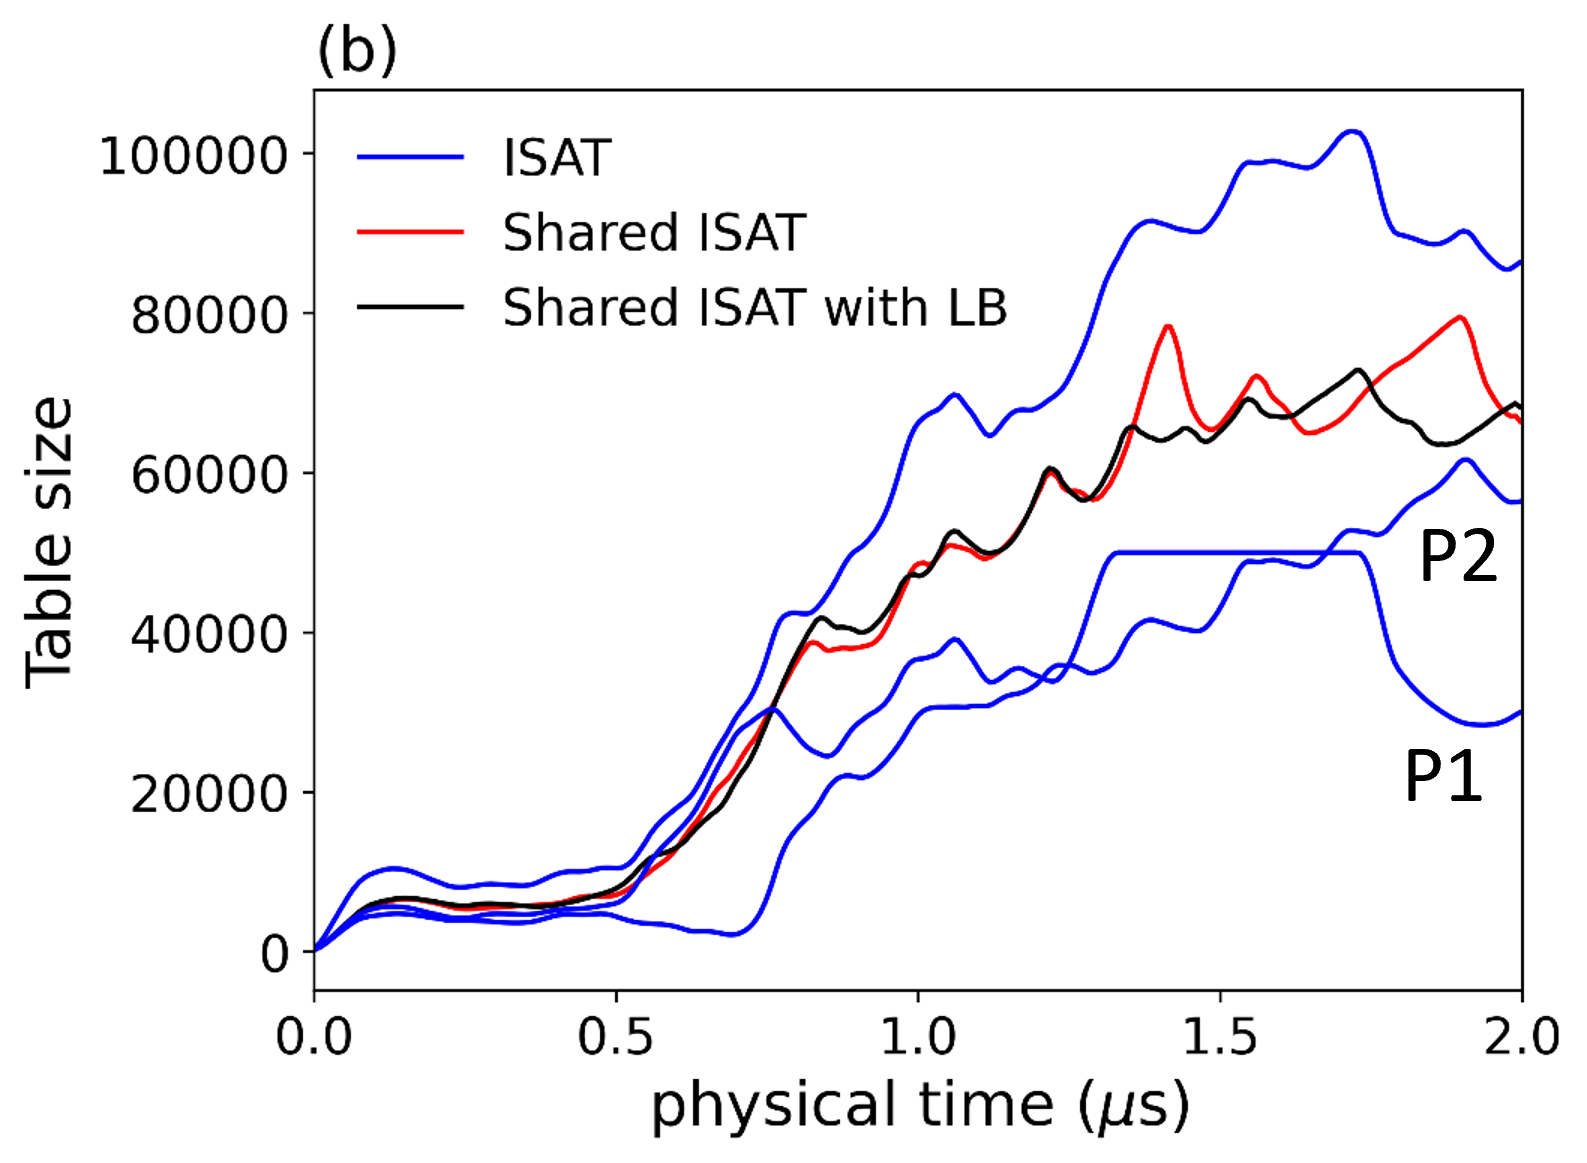 (b)
Table size
100000
80000
60000
40000
20000
0
ISAT
Shared ISAT
Shared ISAT with LB
P2
P1
0.0 0.5 1.0 1.5 2.0
physical time (μs)